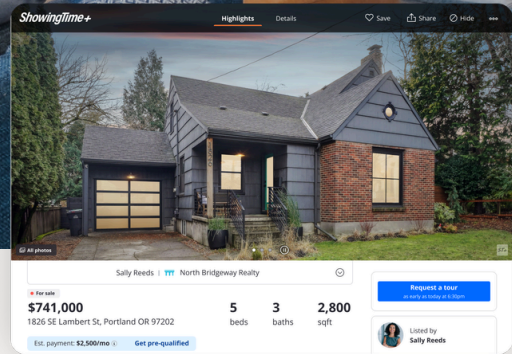 ShowingTime+
Highlights
Details
Save
Share
Hide
All photos
Sally Reeds | North Bridgeway Realty
For sale
$741,000
1826 SE Lambert St, Portland OR 97202
5
beds
3
baths
2,800
sqft
Est. payment: $2,500/mo
Get pre-qualified
Request a tour
as early as today at 6:30pm
Listed by
Sally Reeds